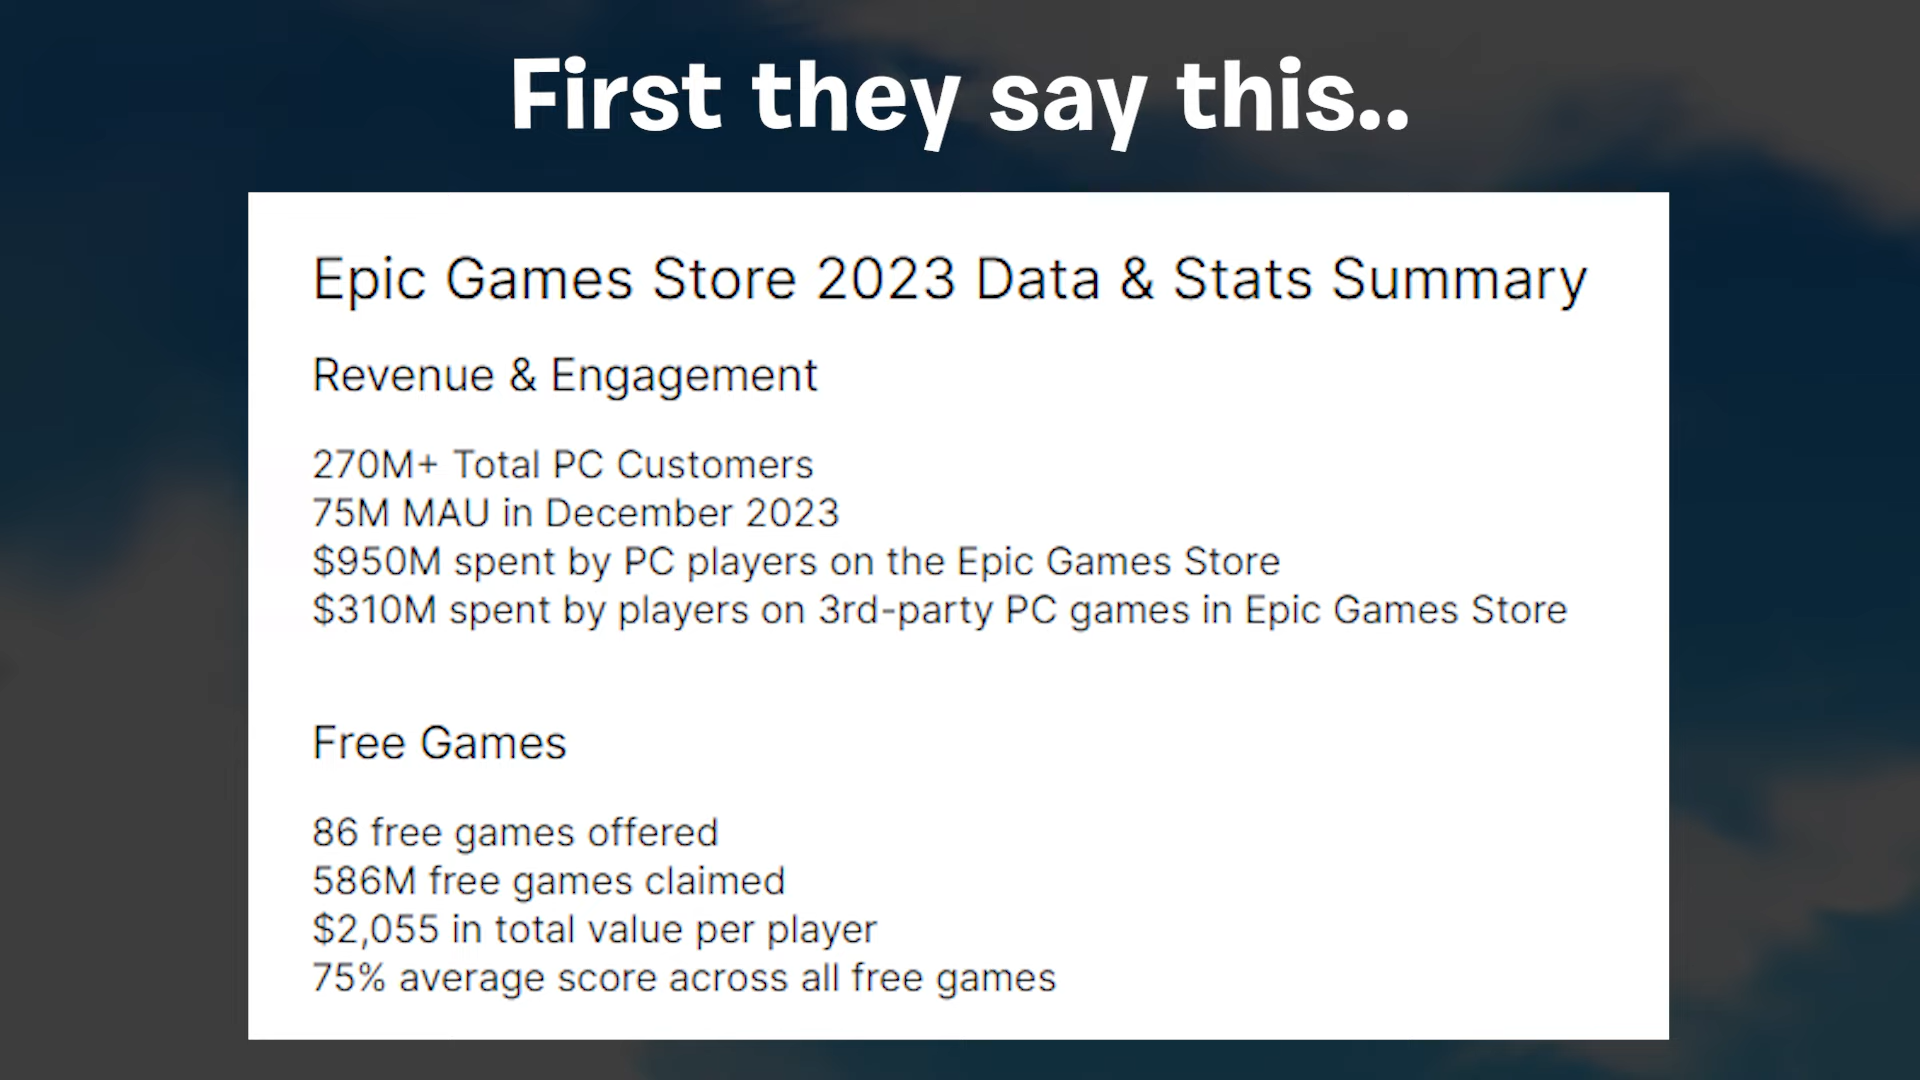 First they say this..
Epic Games Store 2023 Data & Stats Summary
Revenue & Engagement
270M+ Total PC Customers
75M MAU in December 2023
$950M spent by PC players on the Epic Games Store
$310M spent by players on 3rd-party PC games in Epic Games Store
Free Games
86 free games offered
586M free games claimed
$2,055 in total value per player
75% average score across all free games